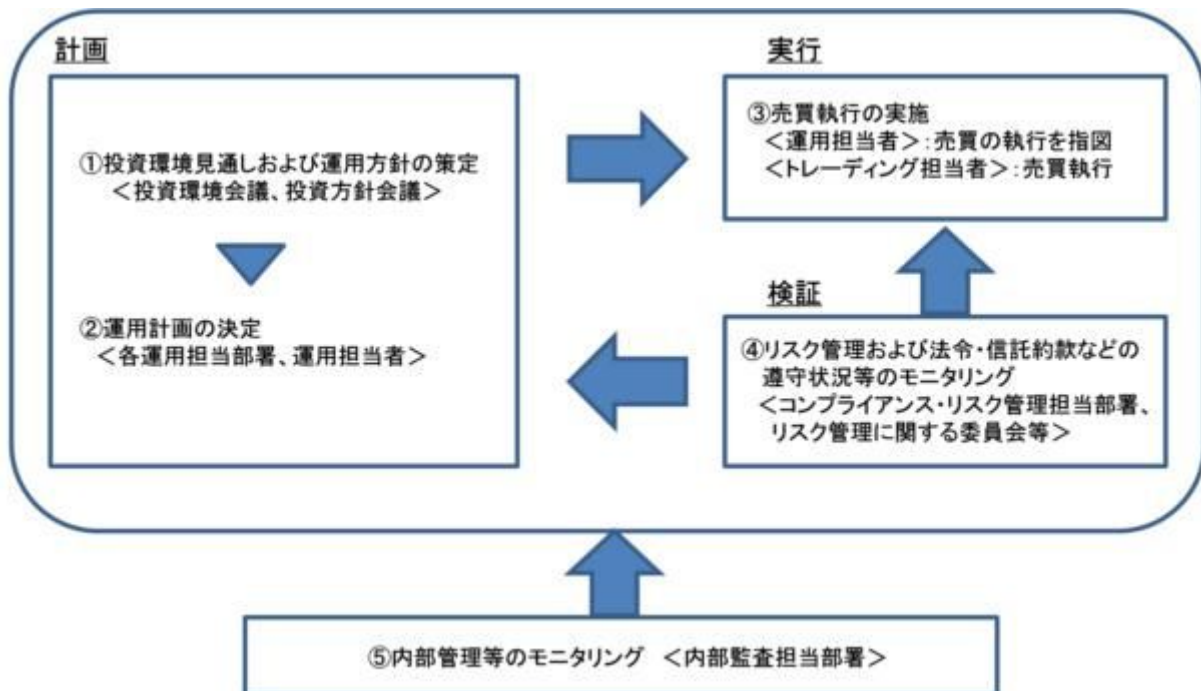 計画
①投資環境見通しおよび運用方針の策定
＜投資環境会議、投資方針会議＞
②運用計画の決定
＜各運用担当部署、運用担当者＞
実行
③売買執行の実施
＜運用担当者＞：売買の執行を指図
＜トレーディング担当者＞：売買執行
検証
④リスク管理および法令・信託約款などの
遵守状況等のモニタリング
＜コンプライアンス・リスク管理担当部署、
リスク管理に関する委員会等＞
⑤内部管理等のモニタリング ＜内部監査担当部署＞